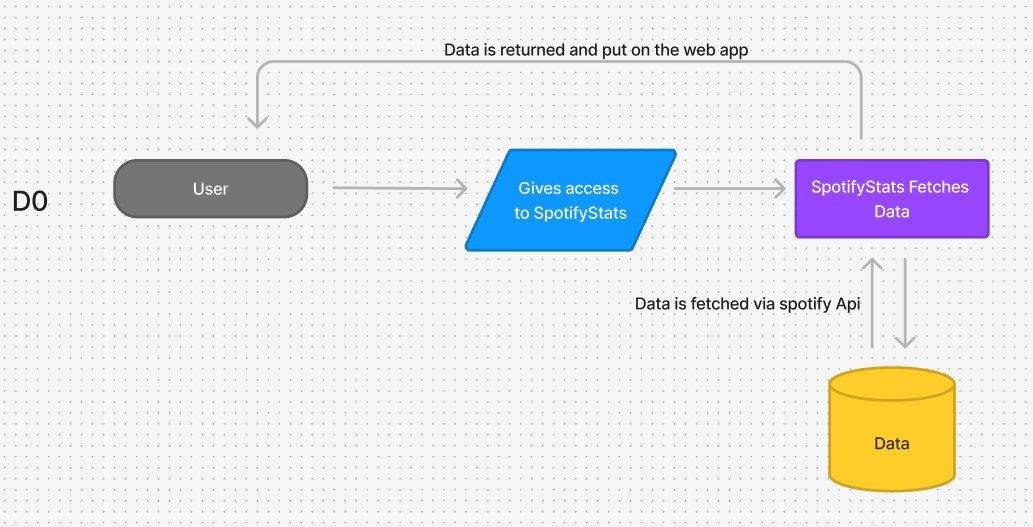 Data is returned and put on the web app
D0
User
Gives access
to SpotifyStats
SpotifyStats Fetches
Data
Data is fetched via spotify Api
Data